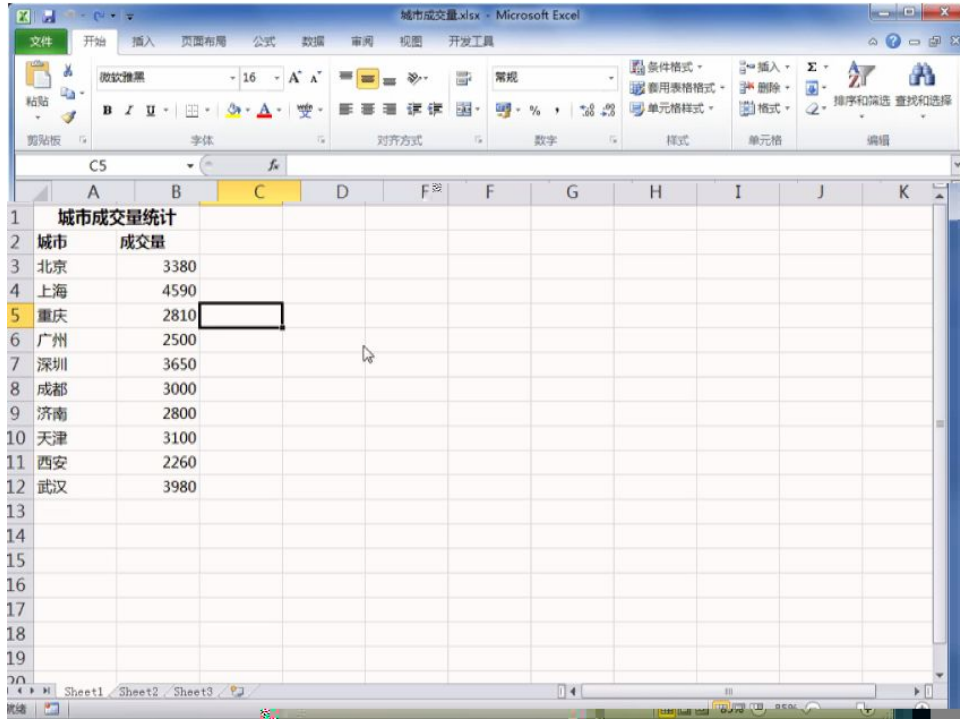 城市成交量.xlsx - Microsoft Excel
文件 开始 插入 页面布局 公式 数据 审阅 视图 开发工具
微软雅黑 16 常规 条件格式 插入 Σ
粘贴 套用表格格式 删除 排序和筛选 查找和选择
B I U A 变 % , 单元格样式 格式
剪贴板 字体 对齐方式 数字 样式 单元格 编辑
C5 fx
A B C D F G H I J K
1 城市成交量统计
2 城市 成交量
3 北京 3380
4 上海 4590
5 重庆 2810
6 广州 2500
7 深圳 3650
8 成都 3000
9 济南 2800
10 天津 3100
11 西安 2260
12 武汉 3980
13
14
15
16
17
18
19
20
Sheet1 Sheet2 Sheet3
就绪 85%